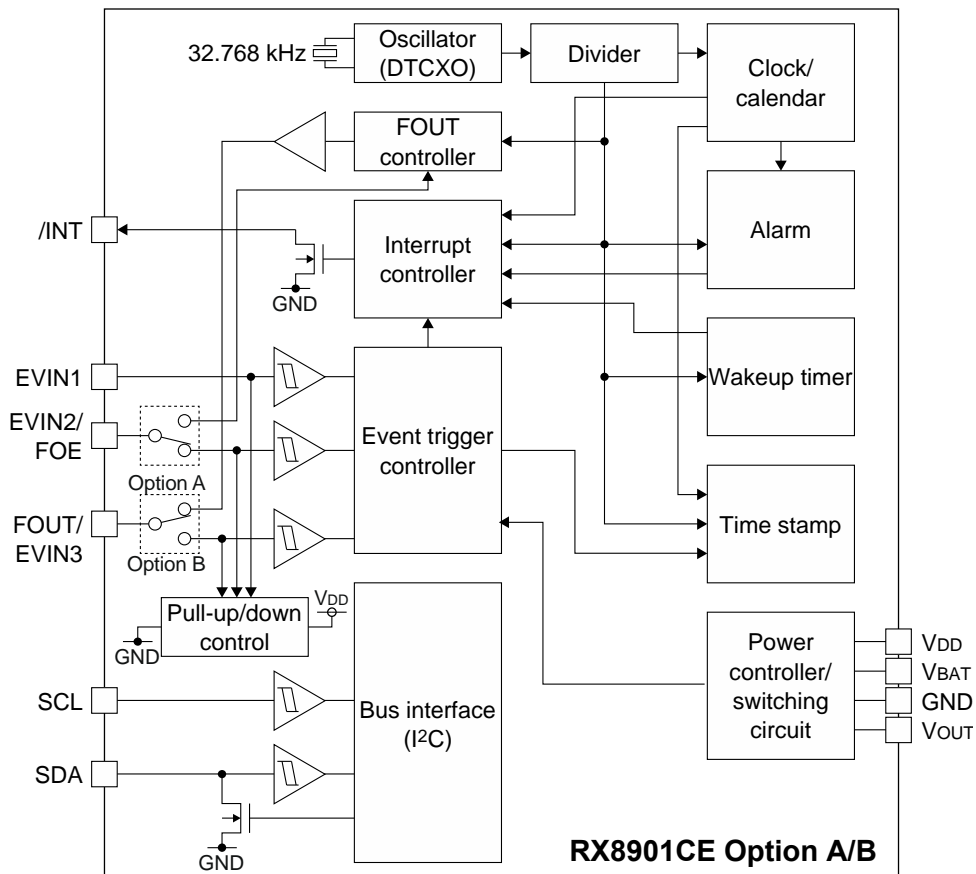 32.768 kHz
Oscillator
(DTCXO)
Divider
Clock/
calendar
FOUT
controller
/INT
Interrupt
controller
GND
Alarm
EVIN1
EVIN2/
FOE
Option A
FOUT/
EVIN3
Option B
Event trigger
controller
Wakeup timer
Time stamp
Pull-up/down
control
VDD
GND
Power
controller/
switching
circuit
VDD
VBAT
GND
VOUT
SCL
SDA
Bus interface
(I2C)
GND
RX8901CE Option A/B